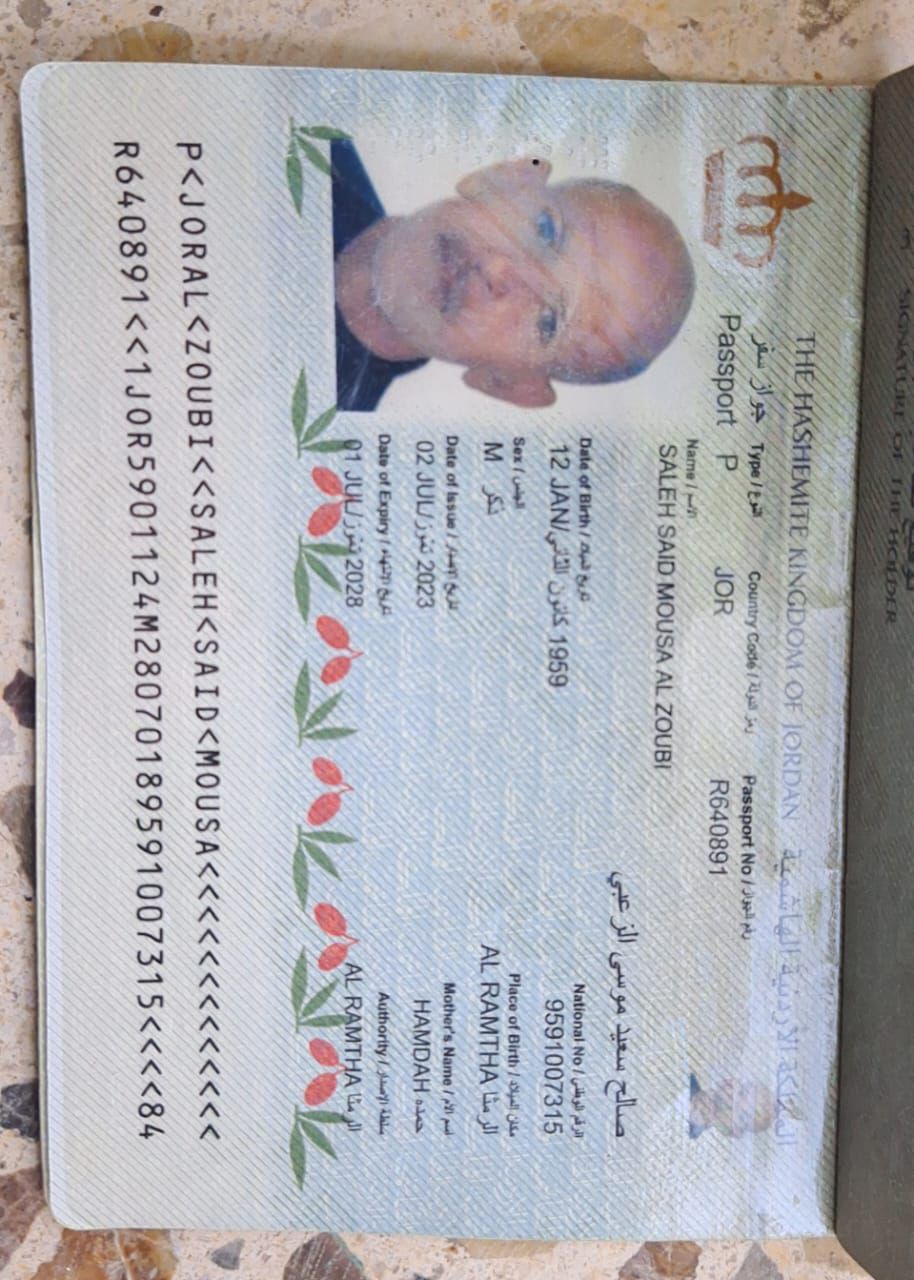 SIGNATURE OF THE HOLDER
THE HASHEMITE KINGDOM OF JORDAN المملكة الأردنية الهاشمية
جواز سفر Type / النوع Country Code / رمز الدولة Passport No / رقم الجواز
Passport P JOR R640891
Name / الاسم
SALEH SAID MOUSA AL ZOUBI
صالح سعيد موسى الزعبي
Date of Birth / تاريخ الميلاد National No / الرقم الوطني
12 JAN/كانون الثاني 1959 9591007315
Sex / الجنس Place of Birth / مكان الميلاد
M ذكر AL RAMTHA الرمثا
Date of Issue / تاريخ الاصدار Mother's Name / اسم الأم
02 JUL/تموز 2023 HAMDAH حمده
Date of Expiry / تاريخ الانتهاء Authority / سلطة الإصدار
01 JUL/تموز 2028 AL RAMTHA الرمثا
P<JORAL<ZOUBI<<SALEH<SAID<MOUSA<<<<<<<<<<<<<
R640891<<1JOR5901124M28070189591007315<<<<84